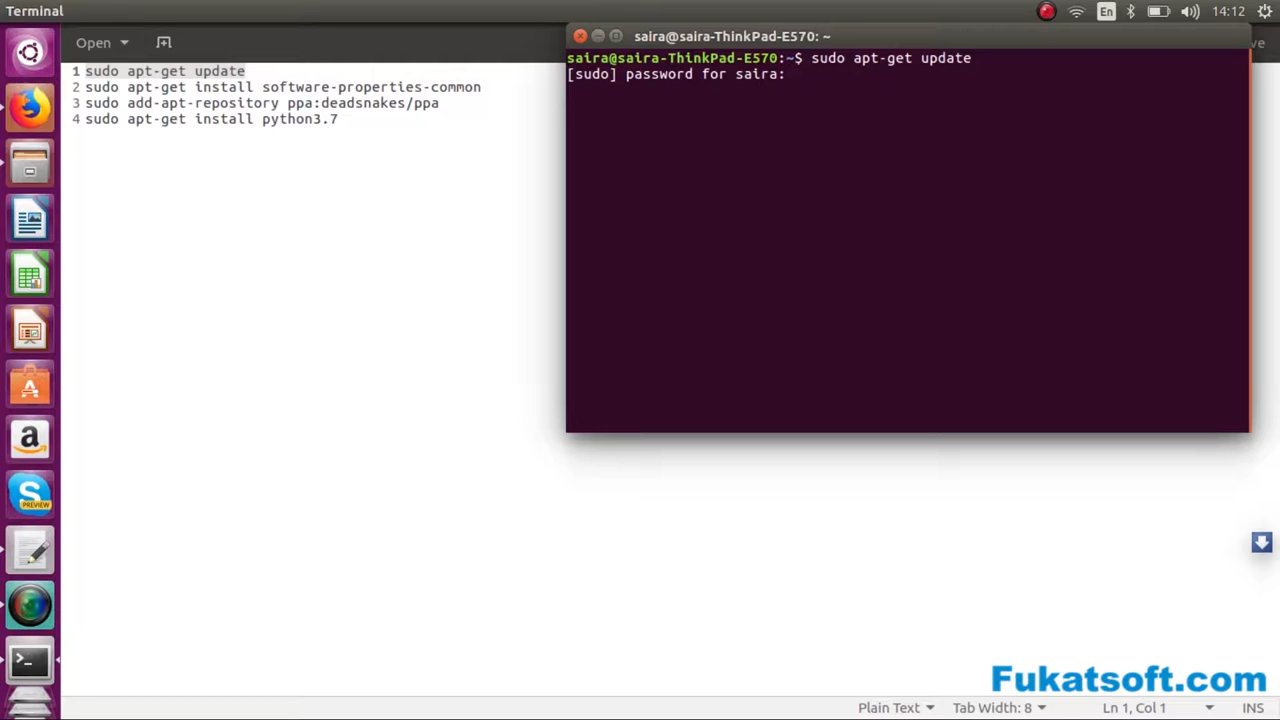 Terminal
En
14:12
Open
saira@saira-ThinkPad-E570: ~
1 sudo apt-get update
2 sudo apt-get install software-properties-common
3 sudo add-apt-repository ppa:deadsnakes/ppa
4 sudo apt-get install python3.7
saira@saira-ThinkPad-E570:~$ sudo apt-get update
[sudo] password for saira:
PREVIEW
Fukatsoft.com
Plain Text
Tab Width: 8
Ln 1, Col 1
INS